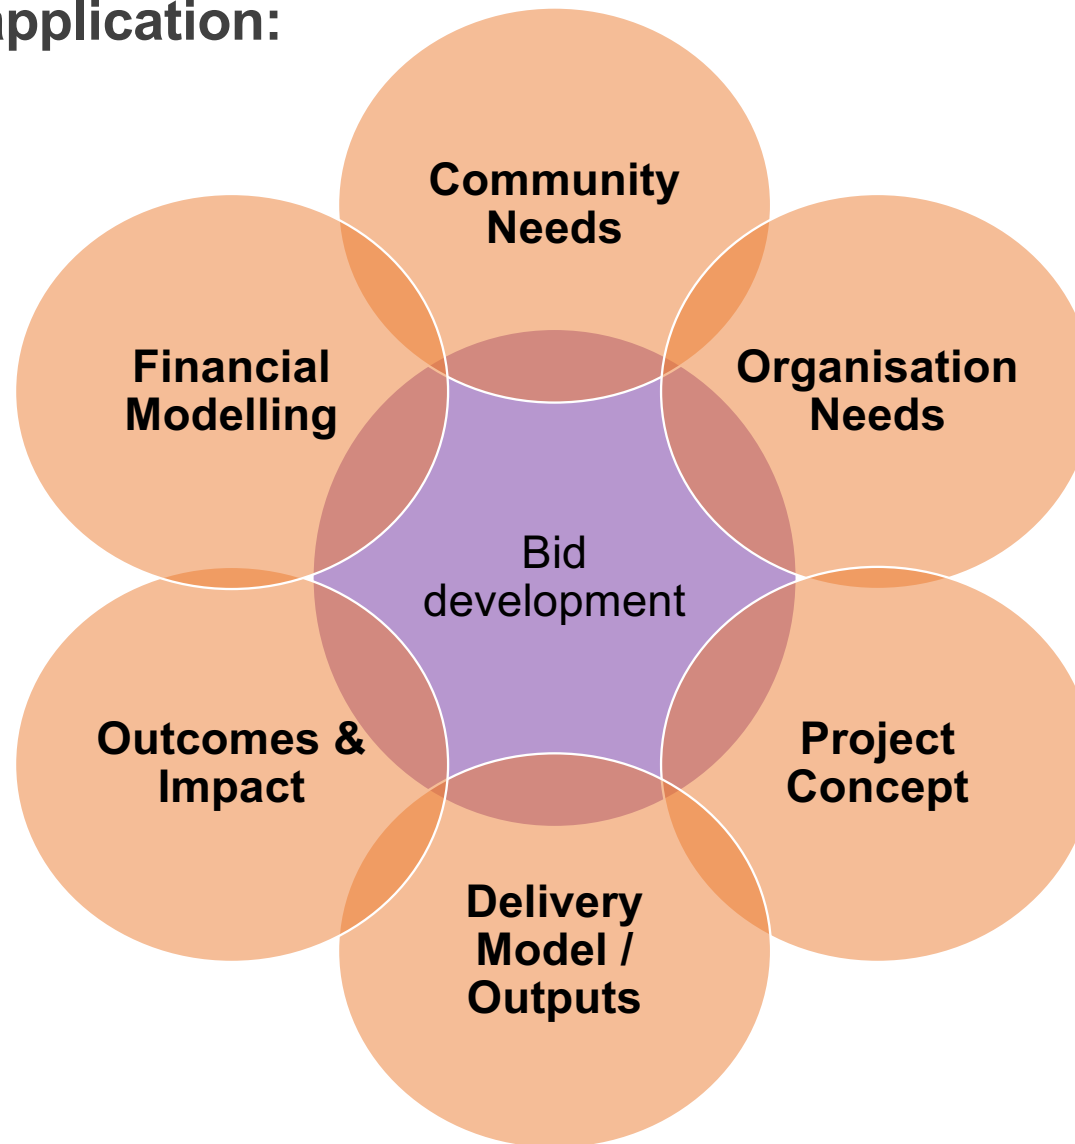 application:
Community
Needs
Organisation
Needs
Project
Concept
Delivery
Model /
Outputs
Outcomes &
Impact
Financial
Modelling
Bid
development